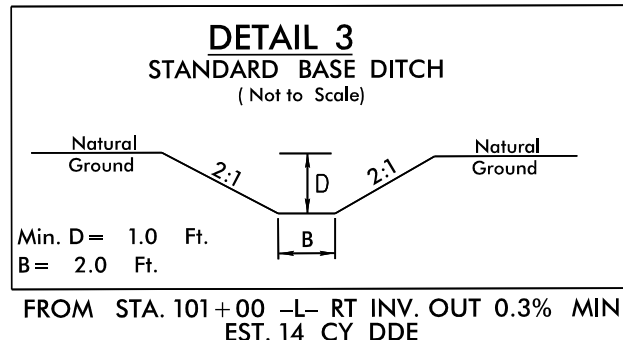 DETAIL 3
STANDARD BASE DITCH
( Not to Scale)
Natural
Ground
2:1
D
2:1
Natural
Ground
Min. D = 1.0 Ft.
B
B= 2.0 Ft.
FROM STA. 101+00 -L- RT INV. OUT 0.3% MIN
EST. 14 CY DDE